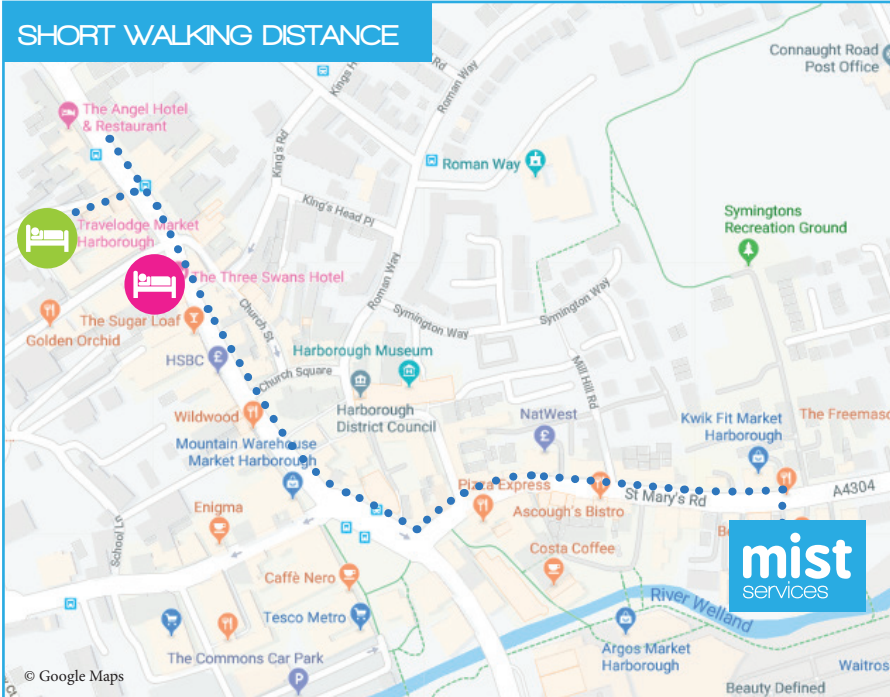 SHORT WALKING DISTANCE
Connaught Road
Post Office
The Angel Hotel
& Restaurant
Kings H
Rd
Roman Way
King's Rd
Roman Way
King's Head Pl
Travelodge Market
Harborough
Symingtons
Recreation Ground
The Three Swans Hotel
Roman Way
Symington Way
Symington Way
The Sugar Loaf
Golden Orchid
Church St
HSBC
Harborough Museum
Church Square
Mill Hill Rd
Wildwood
Harborough
District Council
NatWest
Kwik Fit Market
Harborough
The Freemaso
Mountain Warehouse
Market Harborough
Pizza Express
St Mary's Rd
A4304
Enigma
Ascough's Bistro
School Ln
Costa Coffee
mist
services
Caffè Nero
River Welland
Tesco Metro
The Commons Car Park
Argos Market
Harborough
Waitros
Beauty Defined
© Google Maps